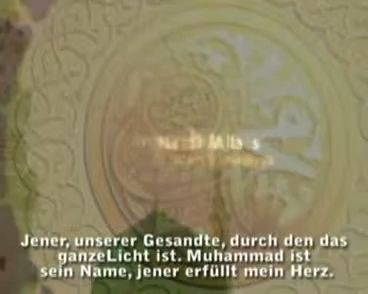 Jener, unserer Gesandte, durch den das
ganzeLicht ist. Muhammad ist
sein Name, jener erfüllt mein Herz.